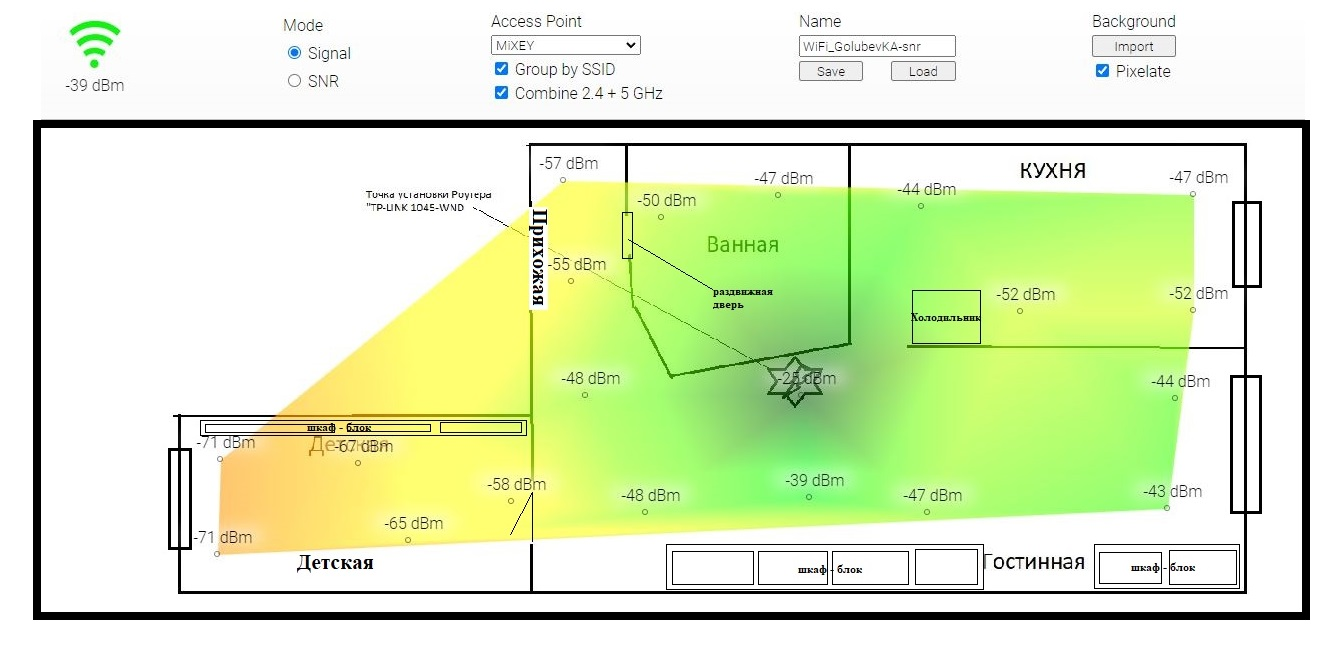 Mode
Access Point
Name
Background
Signal
MiXEY
WiFi_GolubevKA-snr
Import
Group by SSID
Save
Load
Pixelate
-39 dBm
SNR
Combine 2.4 + 5 GHz
-57 dBm
КУХНЯ
-47 dBm
-47 dBm
-44 dBm
Точка установки Роутера
"TP-LINK 1045-WND
-50 dBm
Прихожая
Ванная
-55 dBm
раздвижная
дверь
-52 dBm
-52 dBm
Холодильник
-48 dBm
-25 dBm
-44 dBm
шкаф - блок
-71 dBm
Детская
-67 dBm
-58 dBm
-48 dBm
-39 dBm
-47 dBm
-43 dBm
-65 dBm
-71 dBm
Детская
шкаф - блок
Гостинная
шкаф - блок